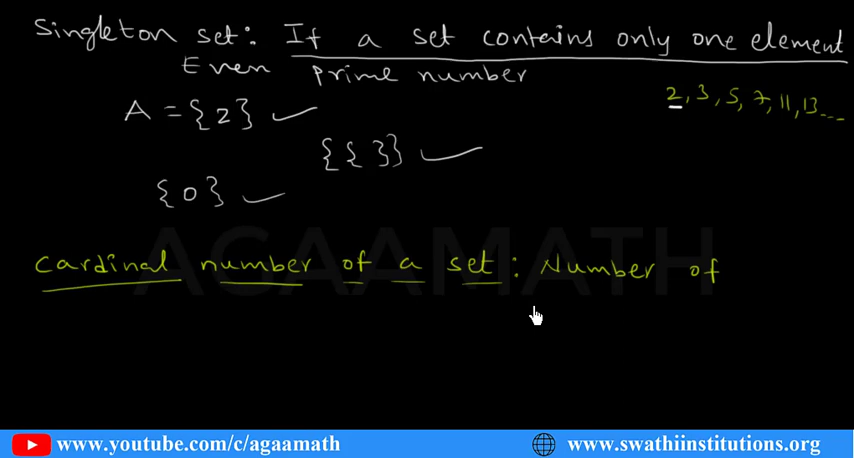 Singleton set: If a set contains only one element
Even prime number
2, 3, 5, 7, 11, 13...
A = {2} ✓
{{ }} ✓
{0} ✓
AGAAMATH
Cardinal number of a set: Number of
www.youtube.com/c/agaamath
www.swathiinstitutions.org